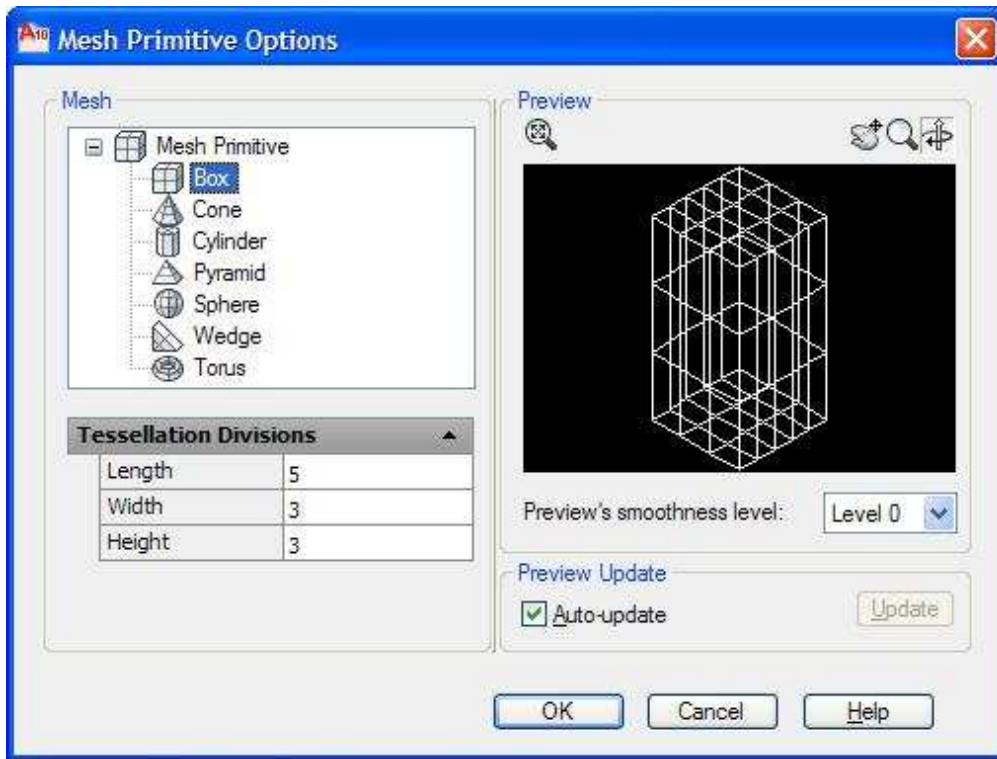 A10 Mesh Primitive Options
Mesh
Mesh Primitive
Box
Cone
Cylinder
Pyramid
Sphere
Wedge
Torus
Tessellation Divisions
Length 5
Width 3
Height 3
Preview
Preview's smoothness level: Level 0
Preview Update
Auto-update Update
OK Cancel Help